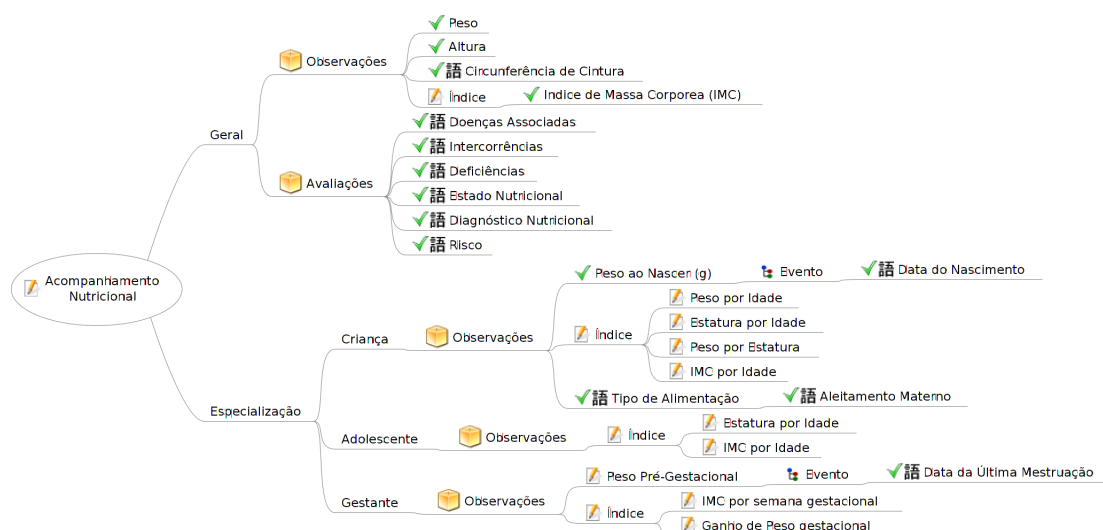 Peso
Altura
語 Circunferência de Cintura
Índice
Indice de Massa Corporea (IMC)
Observações
Geral
語 Doenças Associadas
語 Intercorrências
語 Deficiências
語 Estado Nutricional
語 Diagnóstico Nutricional
語 Risco
Avaliações
Acompanhamento
Nutricional
Peso ao Nascer (g)
Evento
語 Data do Nascimento
Índice
Peso por Idade
Estatura por Idade
Peso por Estatura
IMC por Idade
Criança
Observações
語 Tipo de Alimentação
語 Aleitamento Materno
Especialização
Adolescente
Observações
Índice
Estatura por Idade
IMC por Idade
Gestante
Observações
Peso Pré-Gestacional
Evento
語 Data da Última Mestruação
Índice
IMC por semana gestacional
Ganho de Peso gestacional